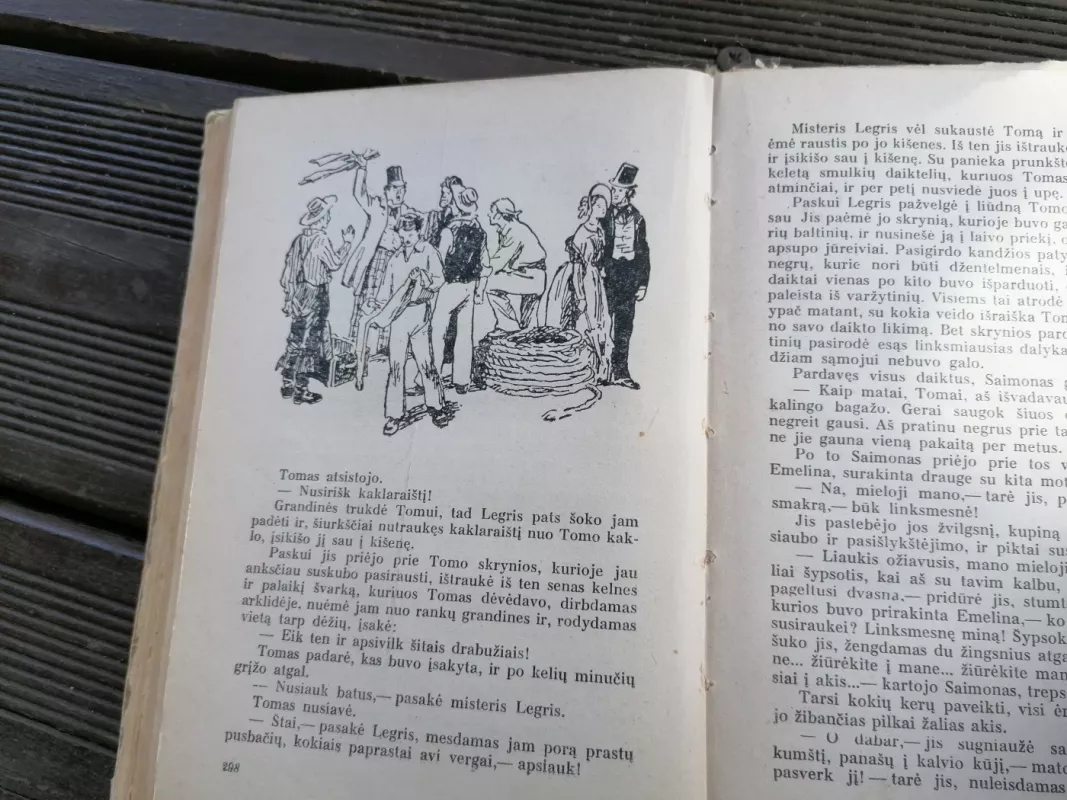 Tomas atsistojo.
— Nusirišk kaklaraištį!
Grandinės trukdė Tomui, tad Legris pats šoko jam
padėti ir, šiurkščiai nutraukęs kaklaraištį nuo Tomo kak-
lo, įsikišo jį sau į kišenę.
Paskui jis priėjo prie Tomo skrynios, kurioje jau
anksčiau suskubo pasirausti, ištraukė iš ten senas kelnes
ir palaikį švarką, kuriuos Tomas dėvėdavo, dirbdamas
arklidėje, nuėmė jam nuo rankų grandines ir, rodydamas
vietą tarp dėžių, įsakė:
— Eik ten ir apsivilk šitais drabužiais!
Tomas padarė, kas buvo įsakyta, ir po kelių minučių
grįžo atgal.
— Nusiauk batus,— pasakė misteris Legris.
Tomas nusiavė.
— Štai,— pasakė Legris, mesdamas jam porą prastų
pusbačių, kokiais paprastai avi vergai,— apsiauk!
298
Misteris Legris vėl sukaustė Tomą ir
ėmė raustis po jo kišenes. Iš ten jis ištraukė
ir įsikišo sau į kišenę. Su panieka prunkšt
keletą smulkių daiktelių, kuriuos Tomas
atminčiai, ir per petį nusviedė juos į upę.
Paskui Legris pažvelgė į liūdną Tomo
sau Jis paėmė jo skrynią, kurioje buvo ga
rių baltinių, ir nusinešė ją į laivo priekį, o
apsupo jūreiviai. Pasigirdo kandžios paty
negrų, kurie nori būti džentelmenais, i
daiktai vienas po kito buvo išparduoti,
paleista iš varžytinių. Visiems tai atrodė
ypač matant, su kokia veido išraiška Tom
no savo daikto likimą. Bet skrynios pard
tinių pasirodė esąs linksmiausias dalyka
džiam sąmojui nebuvo galo.
Pardavęs visus daiktus, Saimonas g
— Kaip matai, Tomai, aš išvadavau
kalingo bagažo. Gerai saugok šiuos d
negreit gausi. Aš pratinu negrus prie ta
ne jie gauna vieną pakaitą per metus.
Po to Saimonas priėjo prie tos v
Emelina, surakinta drauge su kita mot
— Na, mieloji mano,— tarė jis, p
smakrą,— būk linksmesnė!
Jis pastebėjo jos žvilgsnį, kupiną
siaubo ir pasišlykštėjimo, ir piktai sus
— Liaukis ožiavusis, mano mieloji
liai šypsotis, kai aš su tavim kalbu,
pageltusi dvasna,— pridūrė jis, stumt
kurios buvo prirakinta Emelina,— ko
susiraukei? Linksmesnę miną! Šypsok
šuko jis, žengdamas du žingsnius atga
ne... žiūrėkite į mane... žiūrėkite man
siai į akis...— kartojo Saimonas, treps
Tarsi kokių kerų paveikti, visi ėm
jo žibančias pilkai žalias akis.
— O dabar,— jis sugniaužė sa
kumštį, panašų į kalvio kūjį,— mato
pasverk jį! — tarė jis, nuleisdamas